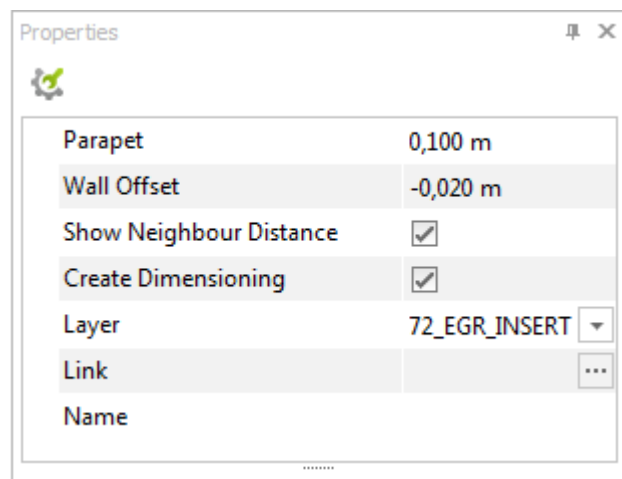 Properties
Parapet 0,100 m
Wall Offset -0,020 m
Show Neighbour Distance
Create Dimensioning
Layer 72_EGR_INSERT
Link ...
Name